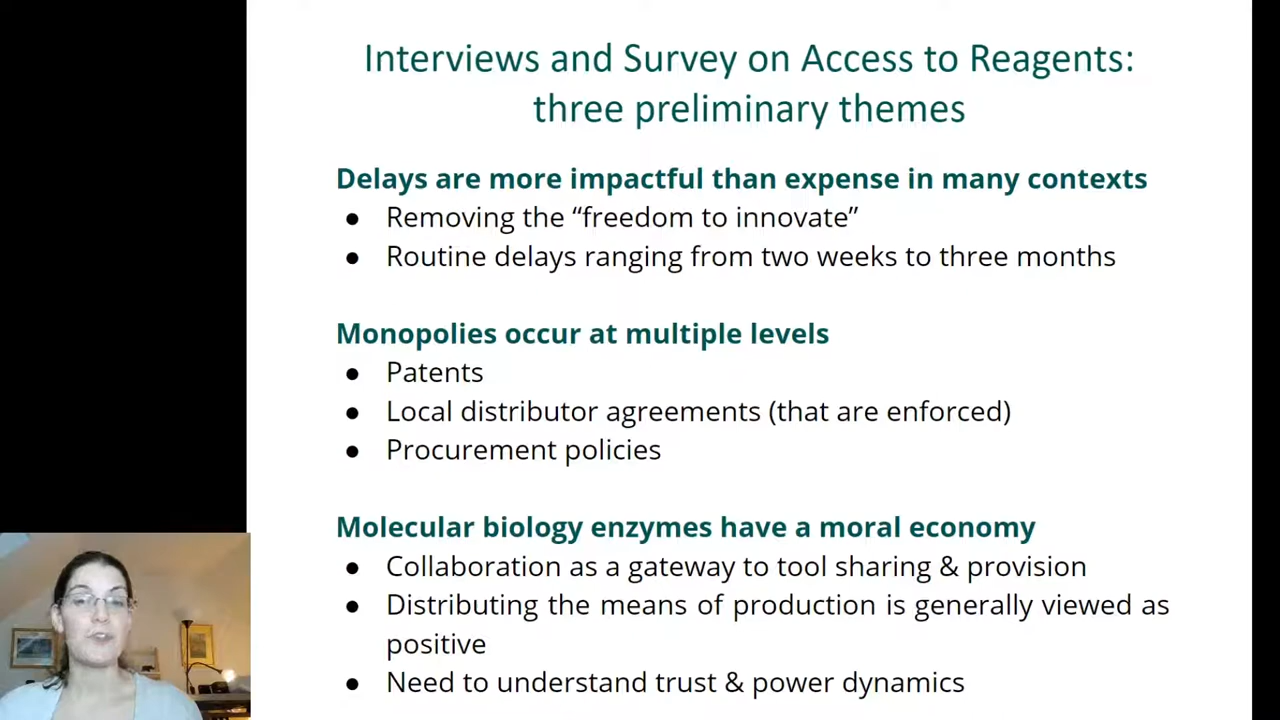 Interviews and Survey on Access to Reagents:
three preliminary themes
Delays are more impactful than expense in many contexts
● Removing the “freedom to innovate”
● Routine delays ranging from two weeks to three months
Monopolies occur at multiple levels
● Patents
● Local distributor agreements (that are enforced)
● Procurement policies
Molecular biology enzymes have a moral economy
● Collaboration as a gateway to tool sharing & provision
● Distributing the means of production is generally viewed as
positive
● Need to understand trust & power dynamics